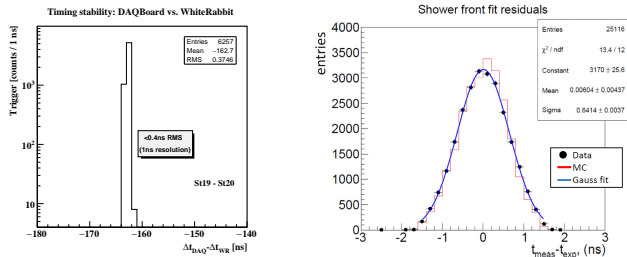 Timing stability: DAQBoard vs. WhiteRabbit
Trigger [counts / 1 ns]
10³
10²
10
Entries 6257
Mean −162.7
RMS 0.3746
<0.4ns RMS
(1ns resolution)
St19 - St20
−180 −160 −140 −120
Δt_DAQ-Δt_WR [ns]
Shower front fit residuals
entries
4000
3500
3000
2500
2000
1500
1000
500
0
Entries 25116
χ² / ndf 13.4 / 12
Constant 3170 ± 25.6
Mean 0.00604 ± 0.00437
Sigma 0.6414 ± 0.0037
Data
MC
Gauss fit
-3 -2 -1 0 1 2 3
t_meas-t_exp, (ns)